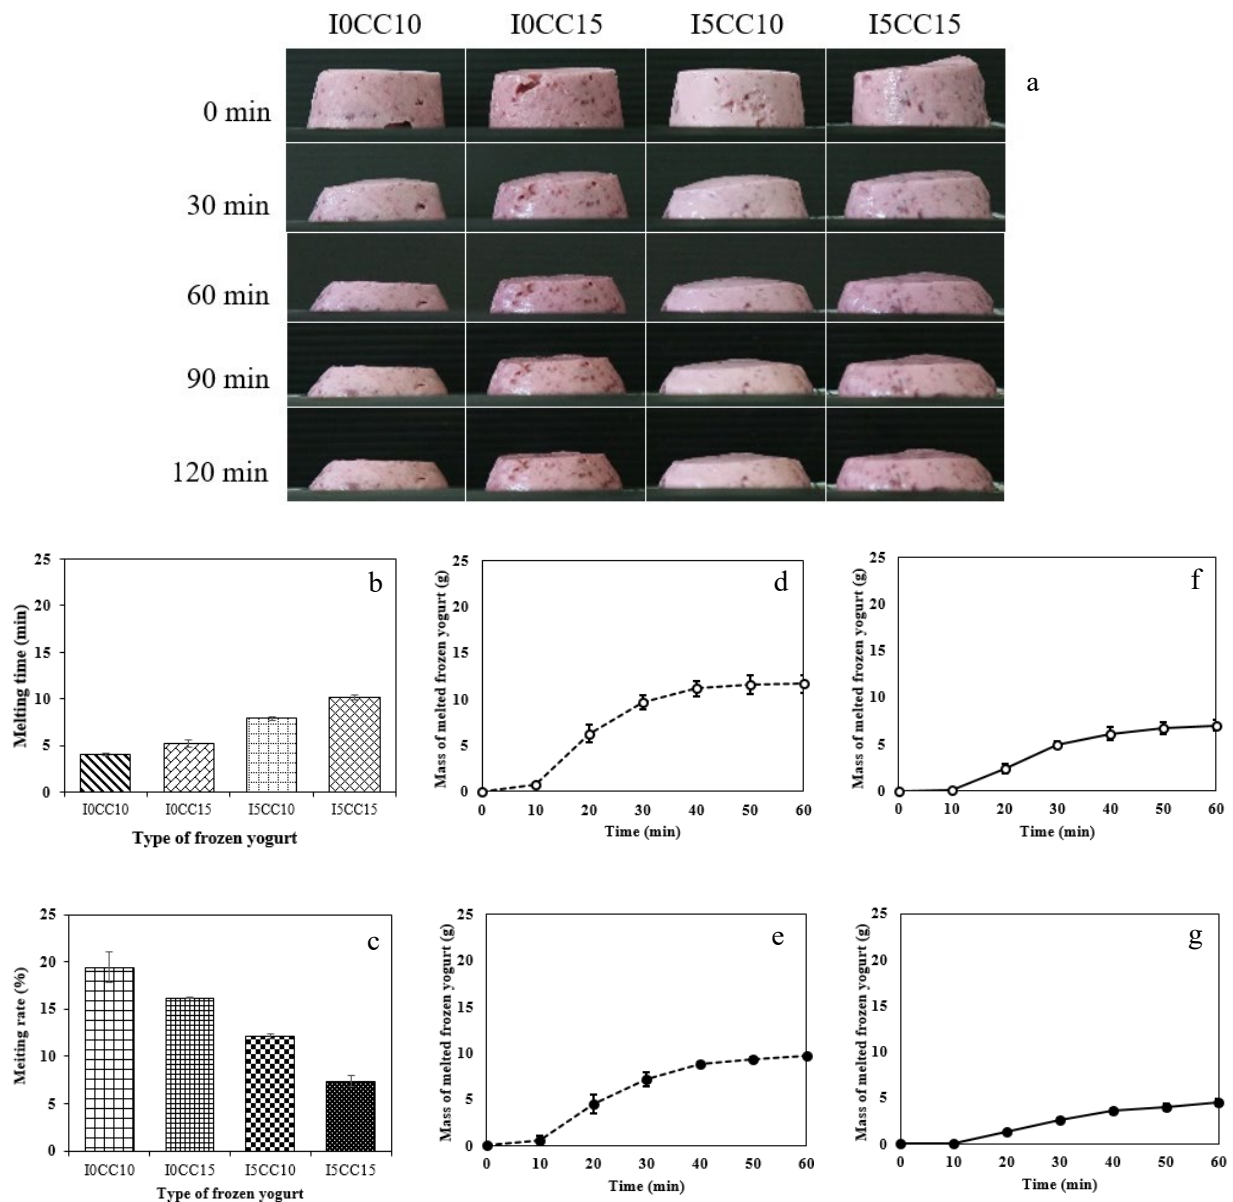 I0CC10 I0CC15 I5CC10 I5CC15
a
0 min
30 min
60 min
90 min
120 min
b
Melting time (min)
25
20
15
10
5
0
I0CC10 I0CC15 I5CC10 I5CC15
Type of frozen yogurt
d
Mass of melted frozen yogurt (g)
25
20
15
10
5
0
0 10 20 30 40 50 60
Time (min)
f
Mass of melted frozen yogurt (g)
25
20
15
10
5
0
0 10 20 30 40 50 60
Time (min)
c
Melting rate (%)
25
20
15
10
5
0
I0CC10 I0CC15 I5CC10 I5CC15
Type of frozen yogurt
e
Mass of melted frozen yogurt (g)
25
20
15
10
5
0
0 10 20 30 40 50 60
Time (min)
g
Mass of melted frozen yogurt (g)
25
20
15
10
5
0
0 10 20 30 40 50 60
Time (min)